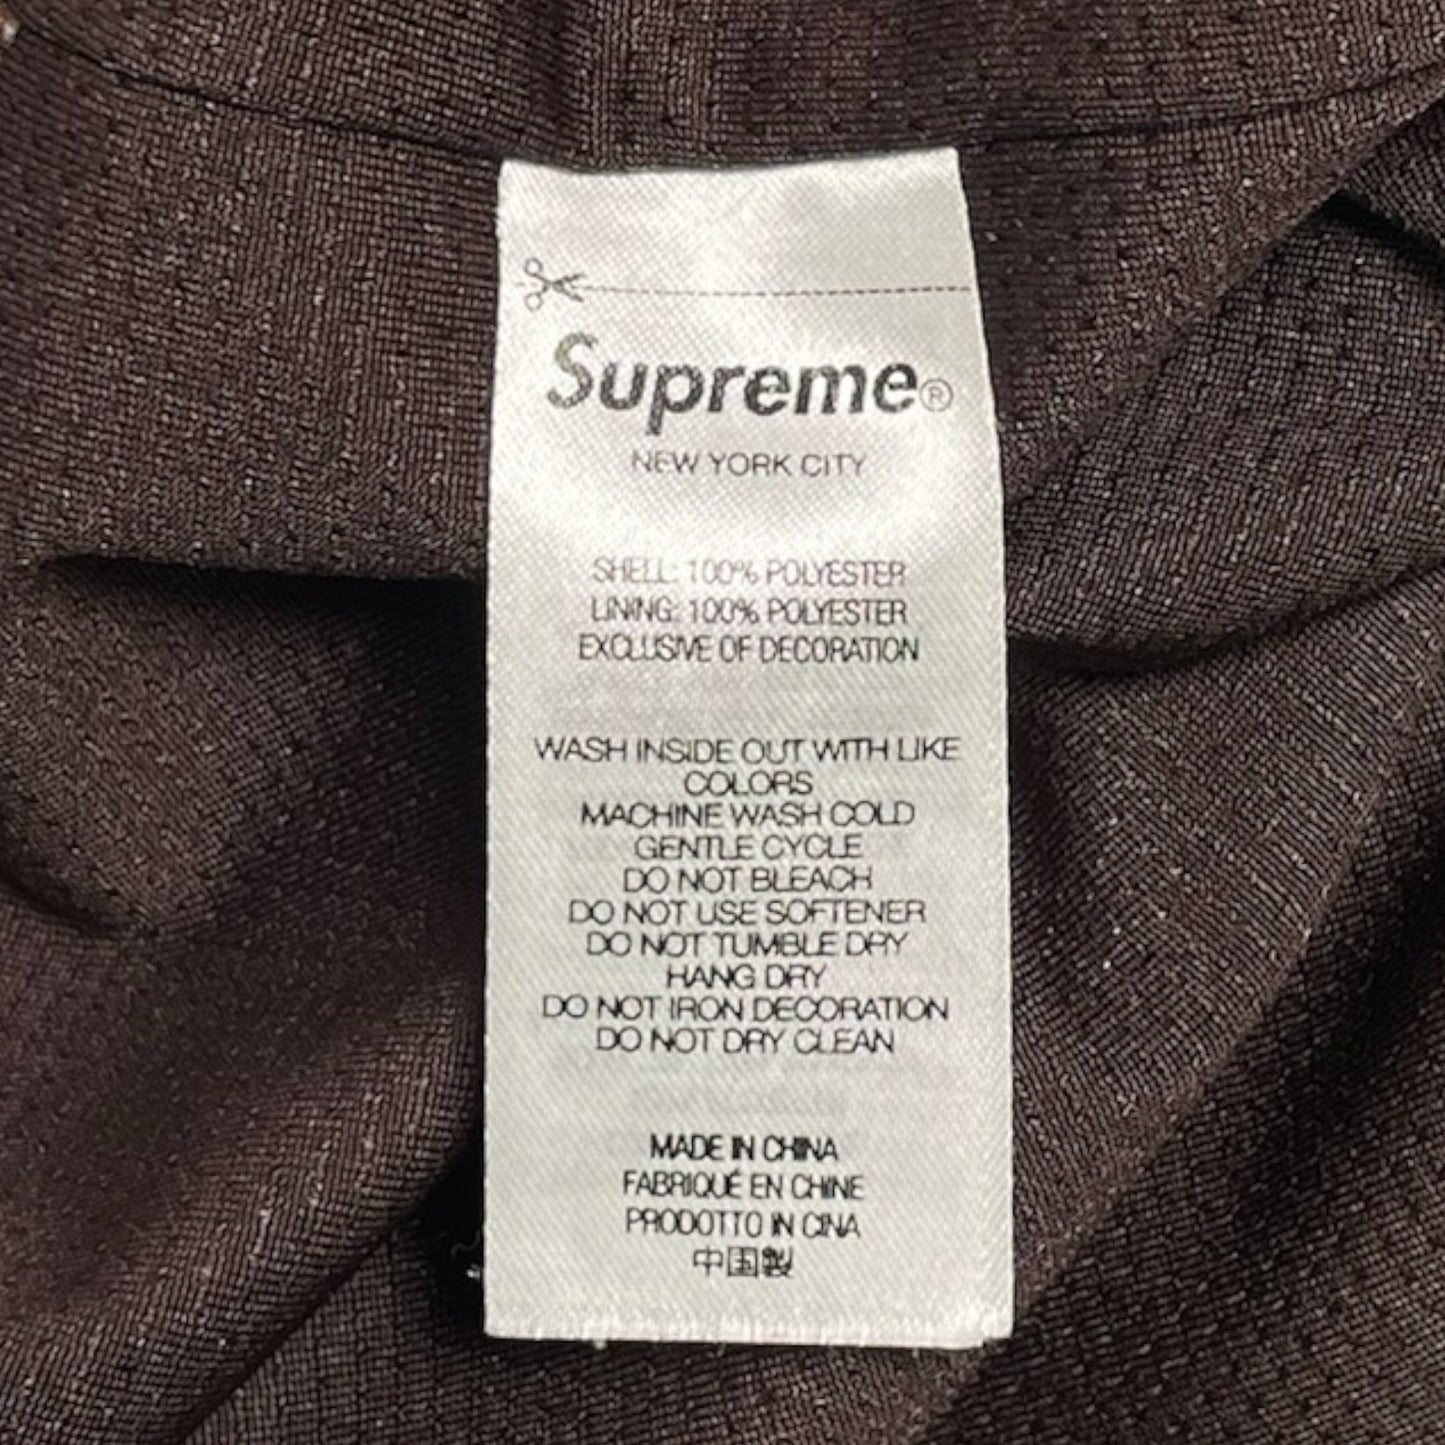 Supreme®
NEW YORK CITY
SHELL: 100% POLYESTER
LINING: 100% POLYESTER
EXCLUSIVE OF DECORATION
WASH INSIDE OUT WITH LIKE
COLORS
MACHINE WASH COLD
GENTLE CYCLE
DO NOT BLEACH
DO NOT USE SOFTENER
DO NOT TUMBLE DRY
HANG DRY
DO NOT IRON DECORATION
DO NOT DRY CLEAN
MADE IN CHINA
FABRIQUÉ EN CHINE
PRODOTTO IN CINA
中国製